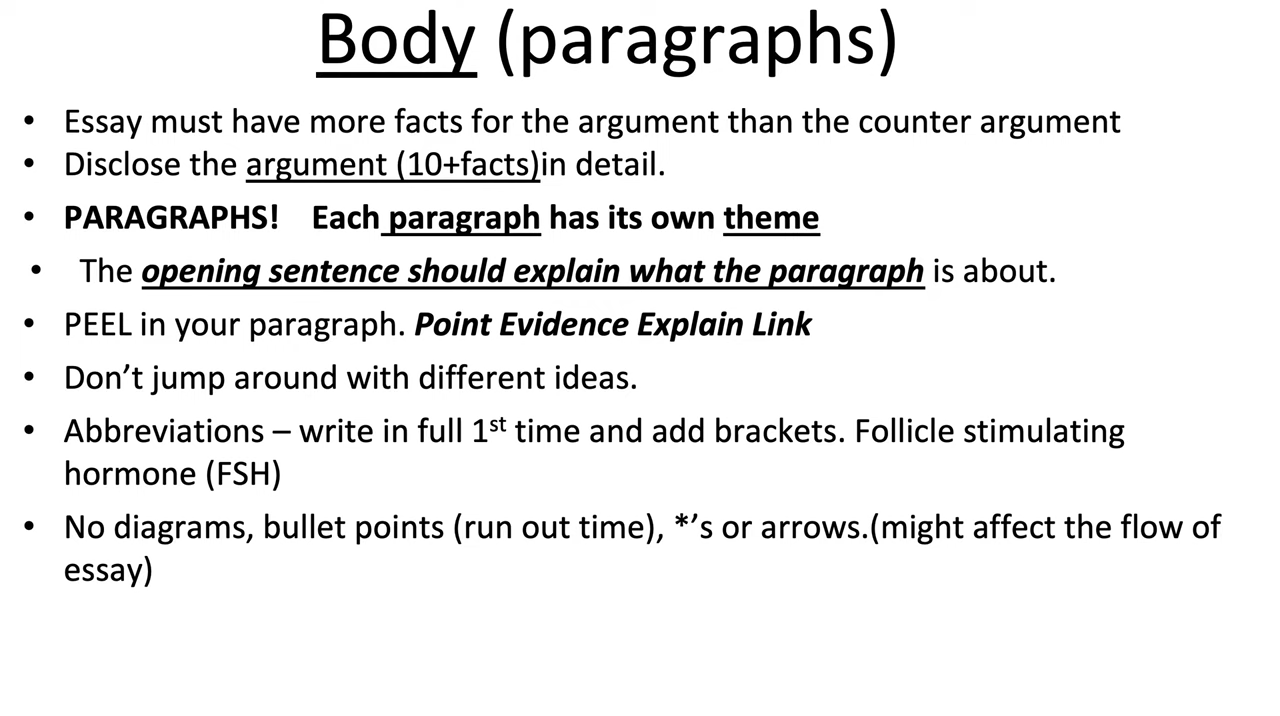 Body (paragraphs)
• Essay must have more facts for the argument than the counter argument
• Disclose the argument (10+facts)in detail.
• PARAGRAPHS! Each paragraph has its own theme
• The opening sentence should explain what the paragraph is about.
• PEEL in your paragraph. Point Evidence Explain Link
• Don’t jump around with different ideas.
• Abbreviations – write in full 1st time and add brackets. Follicle stimulating
hormone (FSH)
• No diagrams, bullet points (run out time), *’s or arrows.(might affect the flow of
essay)